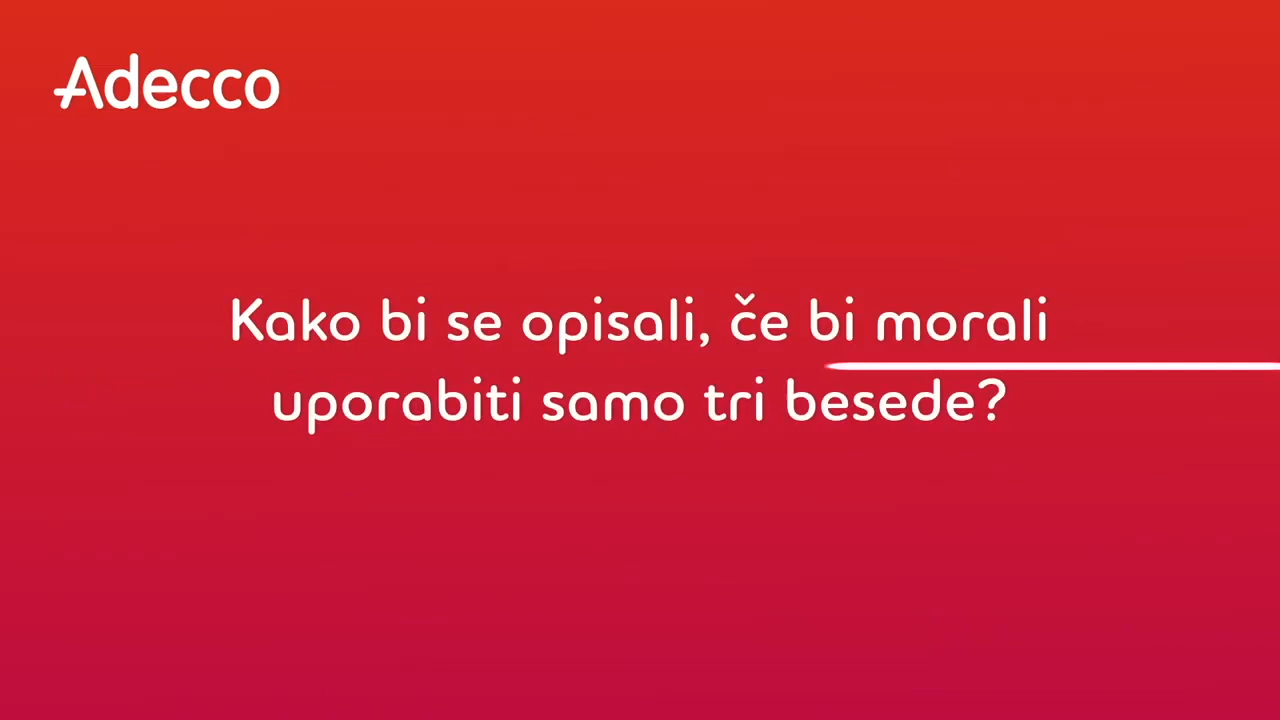 Adecco
Kako bi se opisali, če bi morali
uporabiti samo tri besede?